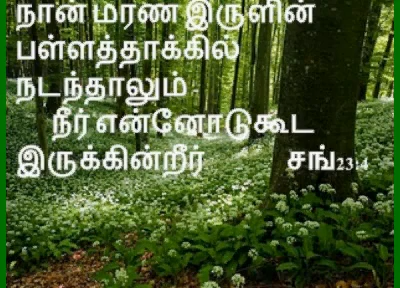 நான் மரண இருளின்
பள்ளத்தாக்கில்
நடந்தாலும்
நீர் என்னோடுகூட
இருக்கின்றீர் சங்23:4